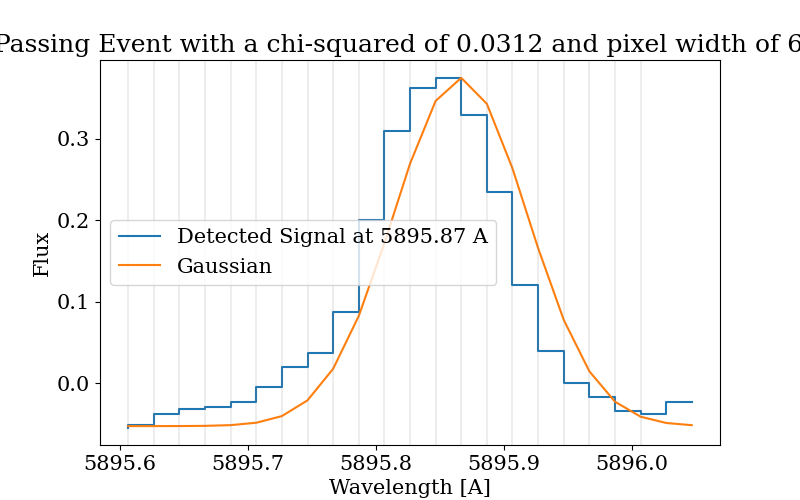 Passing Event with a chi-squared of 0.0312 and pixel width of 6
Flux
0.3
0.2
0.1
0.0
Detected Signal at 5895.87 A
Gaussian
5895.6 5895.7 5895.8 5895.9 5896.0
Wavelength [A]